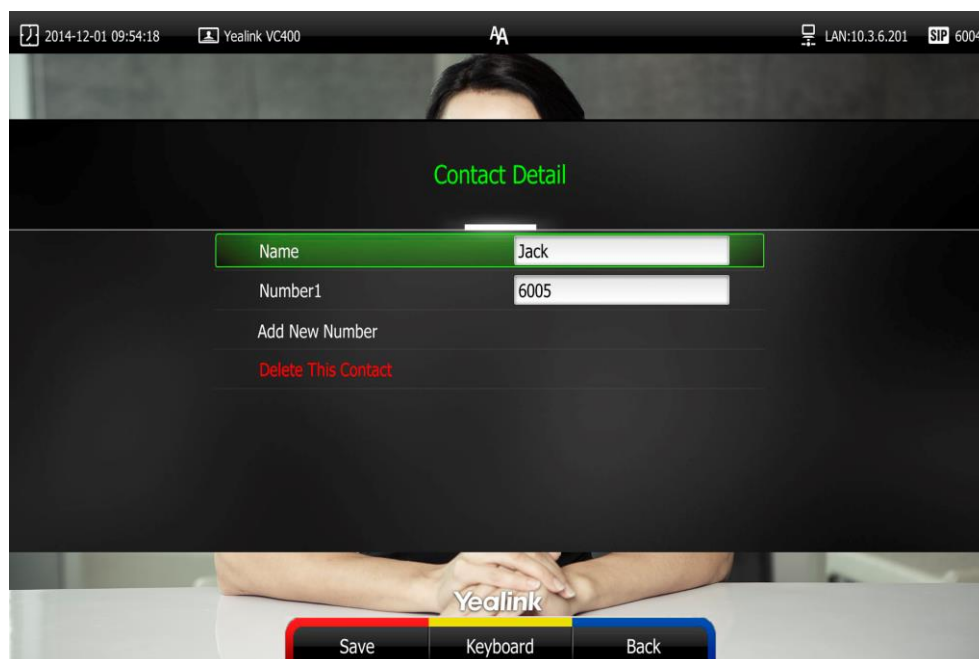 2014-12-01 09:54:18 Yealink VC400 AA LAN:10.3.6.201 SIP 6004
Contact Detail
Name Jack
Number1 6005
Add New Number
Delete This Contact
Yealink
Save Keyboard Back